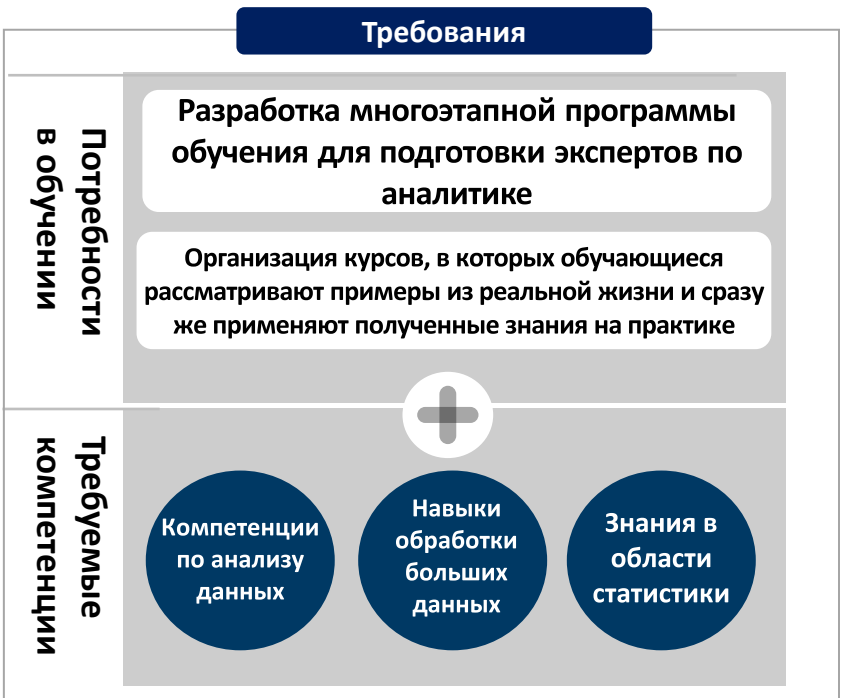 Требования
Потребности
в обучении
Разработка многоэтапной программы
обучения для подготовки экспертов по
аналитике
Организация курсов, в которых обучающиеся
рассматривают примеры из реальной жизни и сразу
же применяют полученные знания на практике
Требуемые
компетенции
Компетенции
по анализу
данных
Навыки
обработки
больших
данных
Знания в
области
статистики